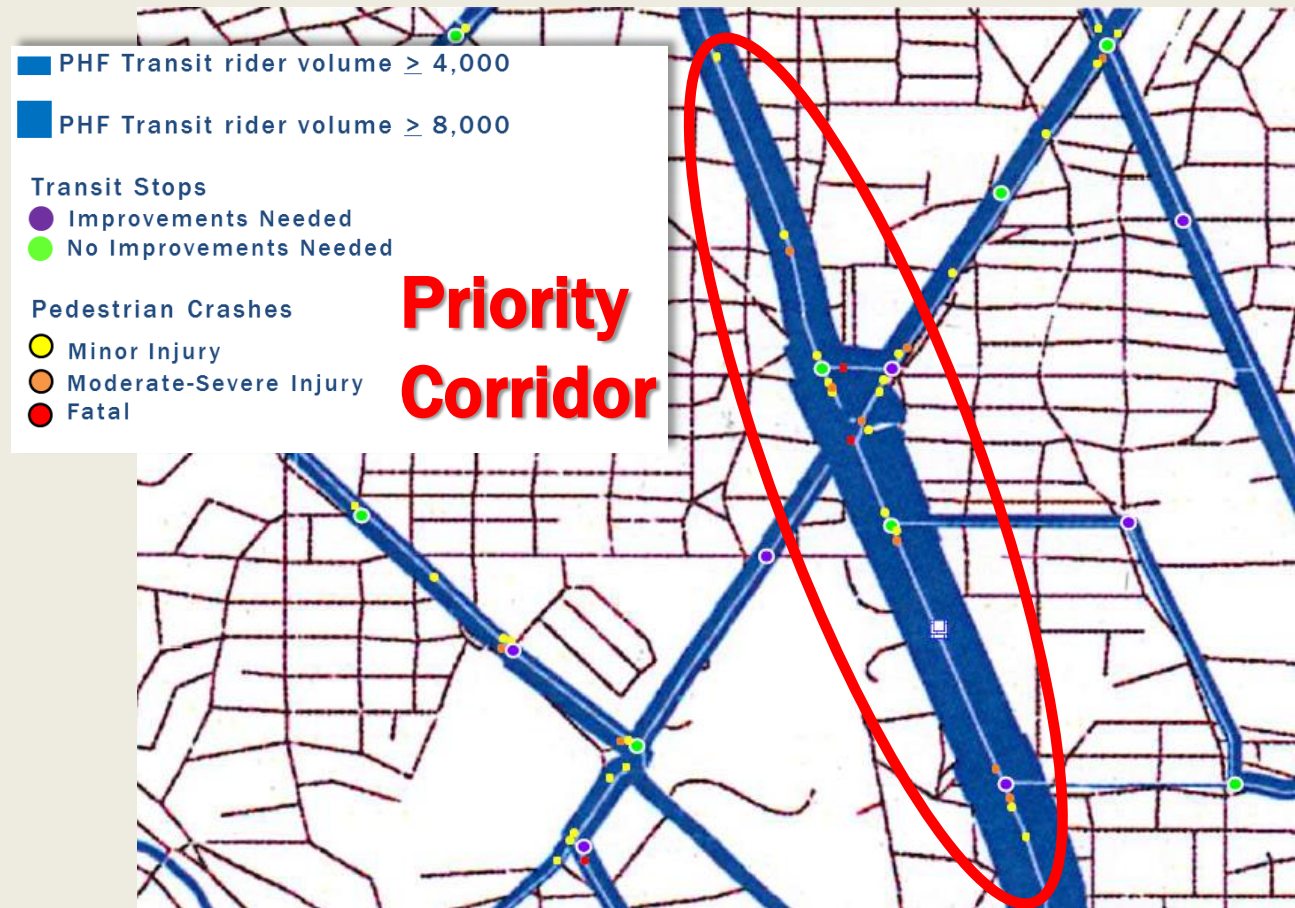 PHF Transit rider volume ≥ 4,000
PHF Transit rider volume ≥ 8,000
Transit Stops
Improvements Needed
No Improvements Needed
Pedestrian Crashes
Minor Injury
Moderate-Severe Injury
Fatal
Priority
Corridor